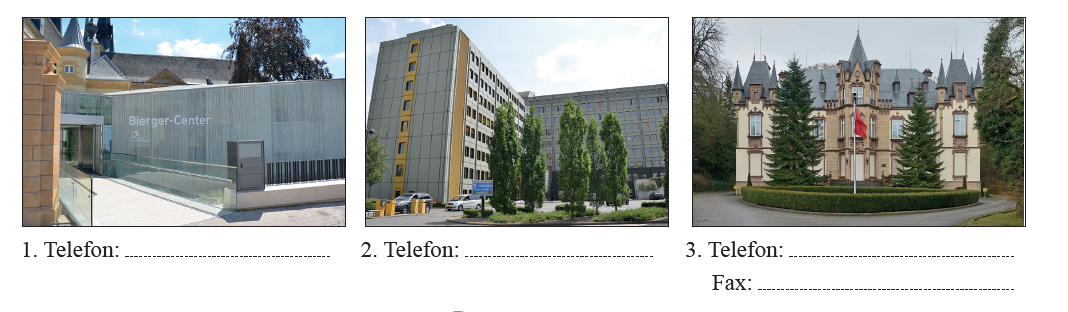 Bierger-Center
1. Telefon:
2. Telefon:
3. Telefon:
Fax: